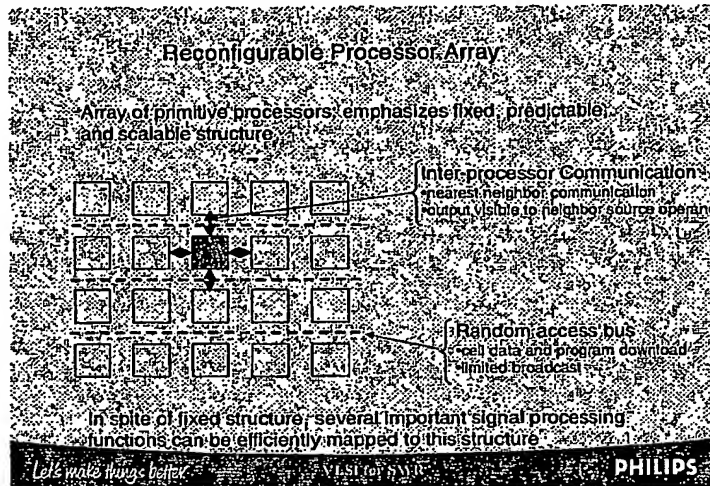 Reconfigurable Processor Array
Array of primitive processors; emphasizes fixed, predictable,
and scalable structure
Inter-processor Communication
•nearest neighbor communication
•output visible to neighbor source operand
Random access bus
•cell data and program download
•limited broadcast
In spite of fixed structure, several important signal processing
functions can be efficiently mapped to this structure
Let's make things better.
VLSI for
PHILIPS